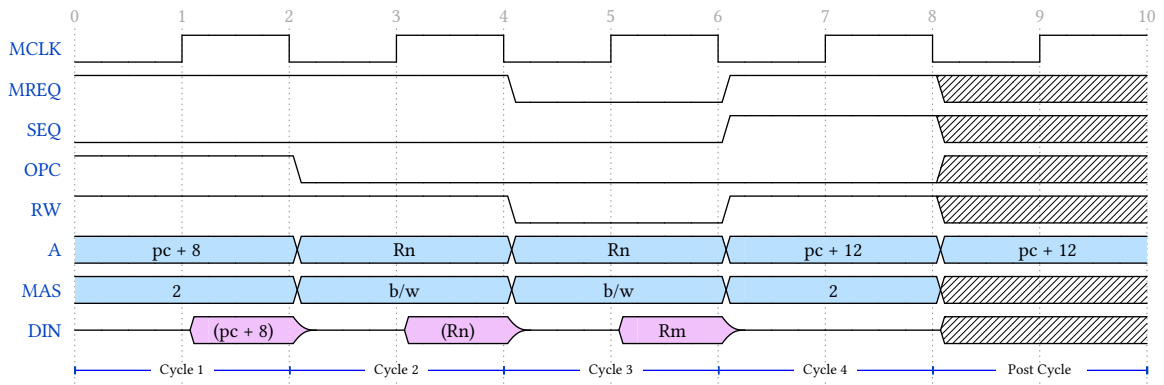 0 1 2 3 4 5 6 7 8 9 10
MCLK
MREQ
SEQ
OPC
RW
A pc + 8 Rn Rn pc + 12 pc + 12
MAS 2 b/w b/w 2
DIN (pc + 8) (Rn) Rm
Cycle 1 Cycle 2 Cycle 3 Cycle 4 Post Cycle